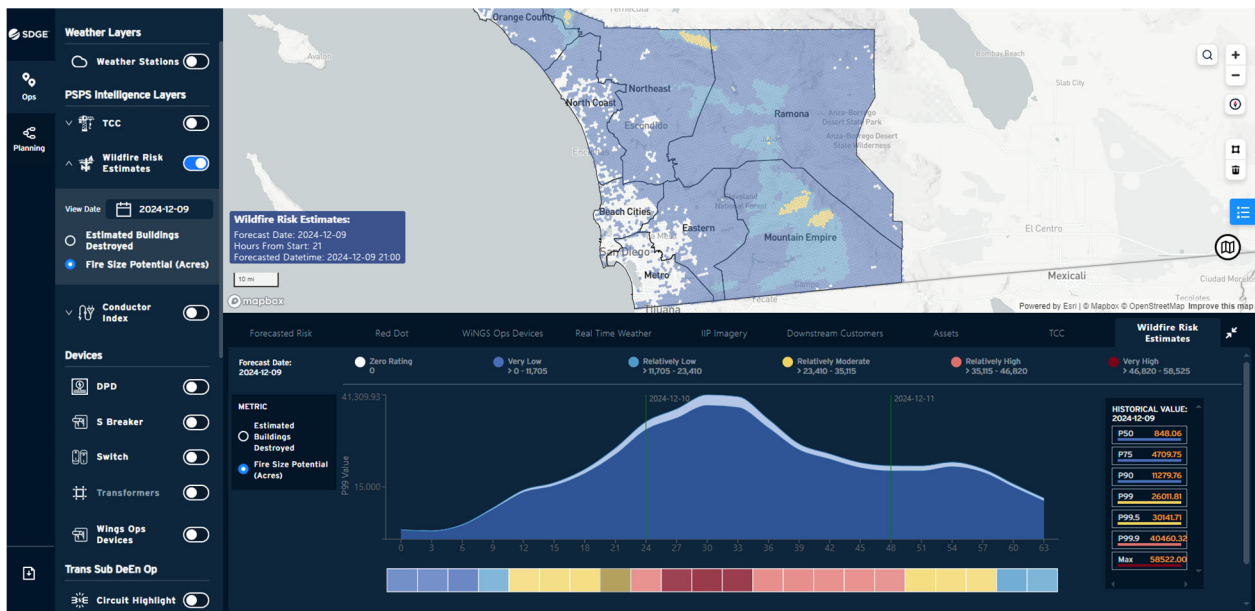 SDGE
Ops
Planning
Weather Layers
Weather Stations
PSPS Intelligence Layers
TCC
Wildfire Risk
Estimates
View Date
2024-12-09
Estimated Buildings
Destroyed
Fire Size Potential (Acres)
Conductor
Index
Devices
DPD
S Breaker
Switch
Transformers
Wings Ops
Devices
Trans Sub DeEn Op
Circuit Highlight
Temecula
Orange County
Avalon
Bombay Beach
Slab City
Northeast
North Coast
Escondido
Ramona
Anza-Borrego
Desert State Park
Anza-Borrego Desert
State Wilderness
Julian
Cleveland
National Forest
Beach Cities
Eastern
La Mesa
San Diego
Mountain Empire
Metro
Campo
Tecate
Tijuana
El Centro
Mexicali
Ciudad Morelos
Tecolotes
Wildfire Risk Estimates:
Forecast Date: 2024-12-09
Hours From Start: 21
Forecasted Datetime: 2024-12-09 21:00
10 mi
mapbox
Powered by Esri | © Mapbox © OpenStreetMap Improve this map
Forecasted Risk
Red Dot
WiNGS Ops Devices
Real Time Weather
IIP Imagery
Downstream Customers
Assets
TCC
Wildfire Risk
Estimates
Forecast Date:
2024-12-09
Zero Rating
0
Very Low
> 0 - 11,705
Relatively Low
> 11,705 - 23,410
Relatively Moderate
> 23,410 - 35,115
Relatively High
> 35,115 - 46,820
Very High
> 46,820 - 58,525
METRIC
Estimated
Buildings
Destroyed
Fire Size Potential
(Acres)
41,309.93
15,000
P99 Value
2024-12-10
2024-12-11
0 3 6 9 12 15 18 21 24 27 30 33 36 39 42 45 48 51 54 57 60 63
HISTORICAL VALUE:
2024-12-09
P50 848.06
P75 4709.75
P90 11279.76
P99 26011.81
P99.5 30141.71
P99.9 40460.32
Max 58522.00